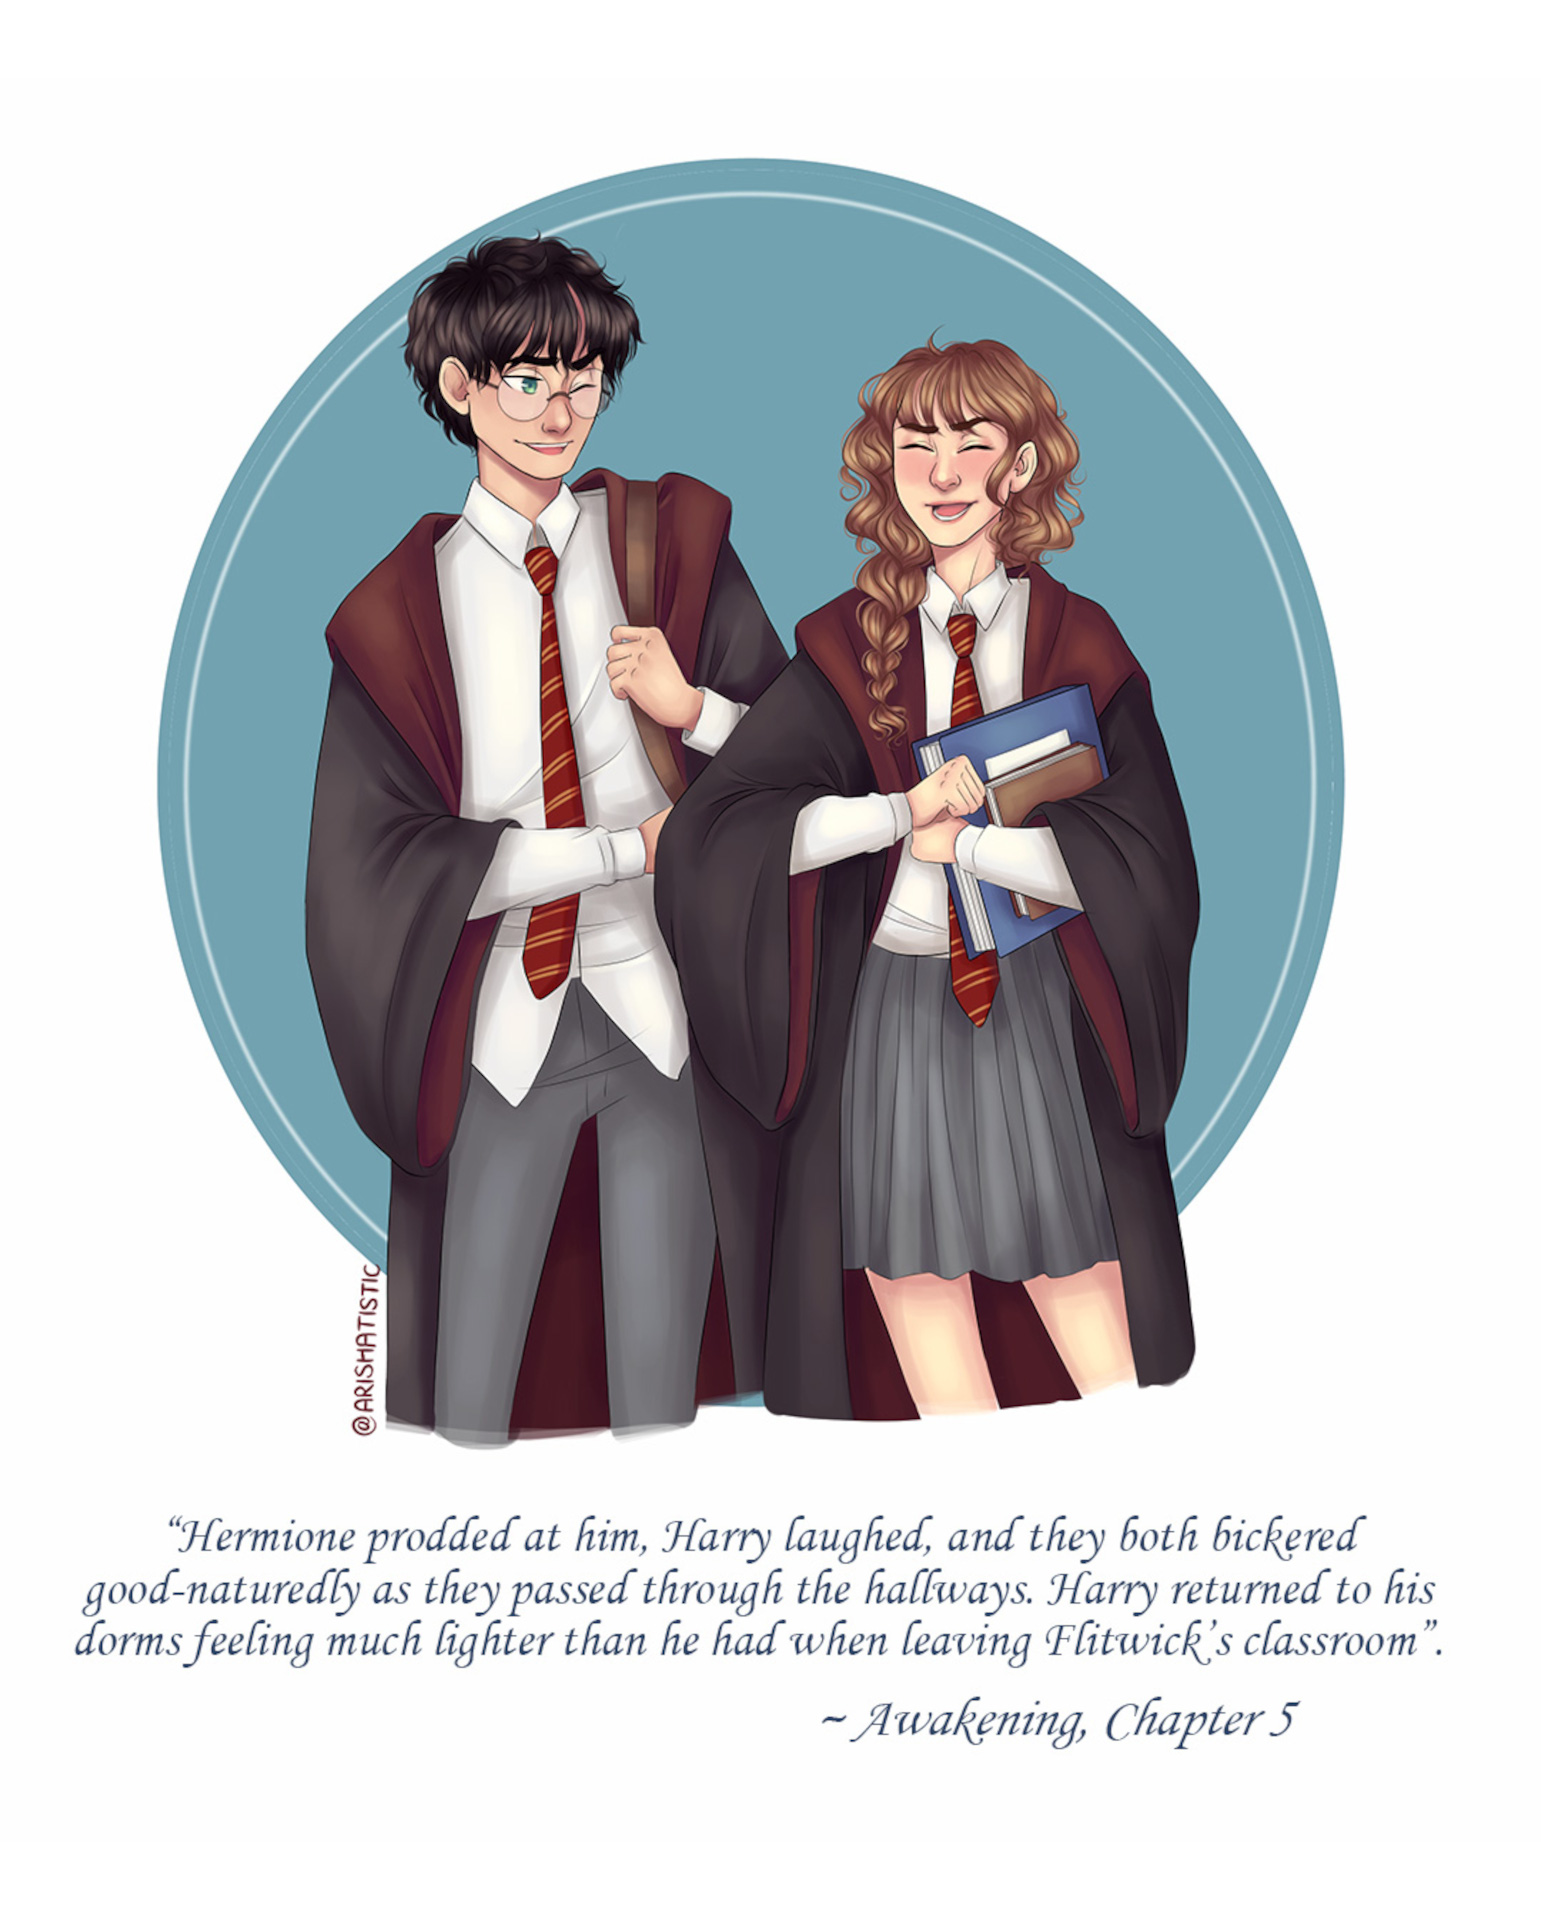 @ARISHATISTIC
“Hermione prodded at him, Harry laughed, and they both bickered
good-naturedly as they passed through the hallways. Harry returned to his
dorms feeling much lighter than he had when leaving Flitwick’s classroom”.
~ Awakening, Chapter 5